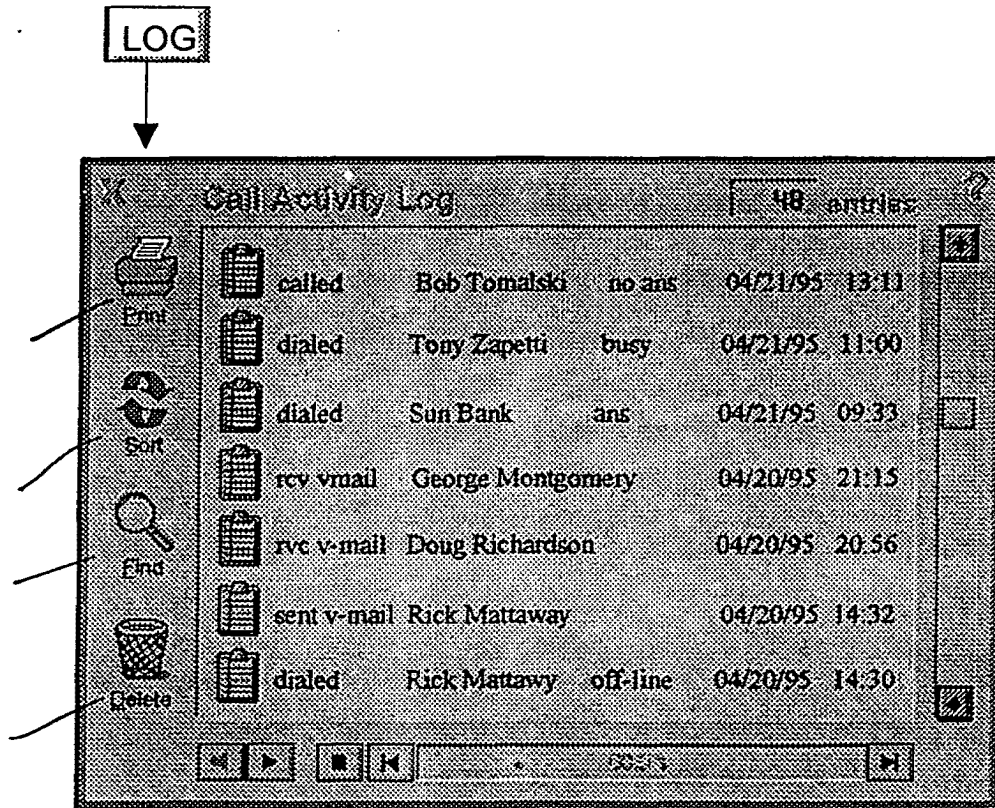 LOG
Call Activity Log 48 entries ?
Print
Sort
Find
Delete
called Bob Tomalski no ans 04/21/95 13:11
dialed Tony Zapetti busy 04/21/95 11:00
dialed Sun Bank ans 04/21/95 09:33
rcv vmail George Montgomery 04/20/95 21:15
rvc v-mail Doug Richardson 04/20/95 20:56
sent v-mail Rick Mattaway 04/20/95 14:32
dialed Rick Mattawy off-line 04/20/95 14:30